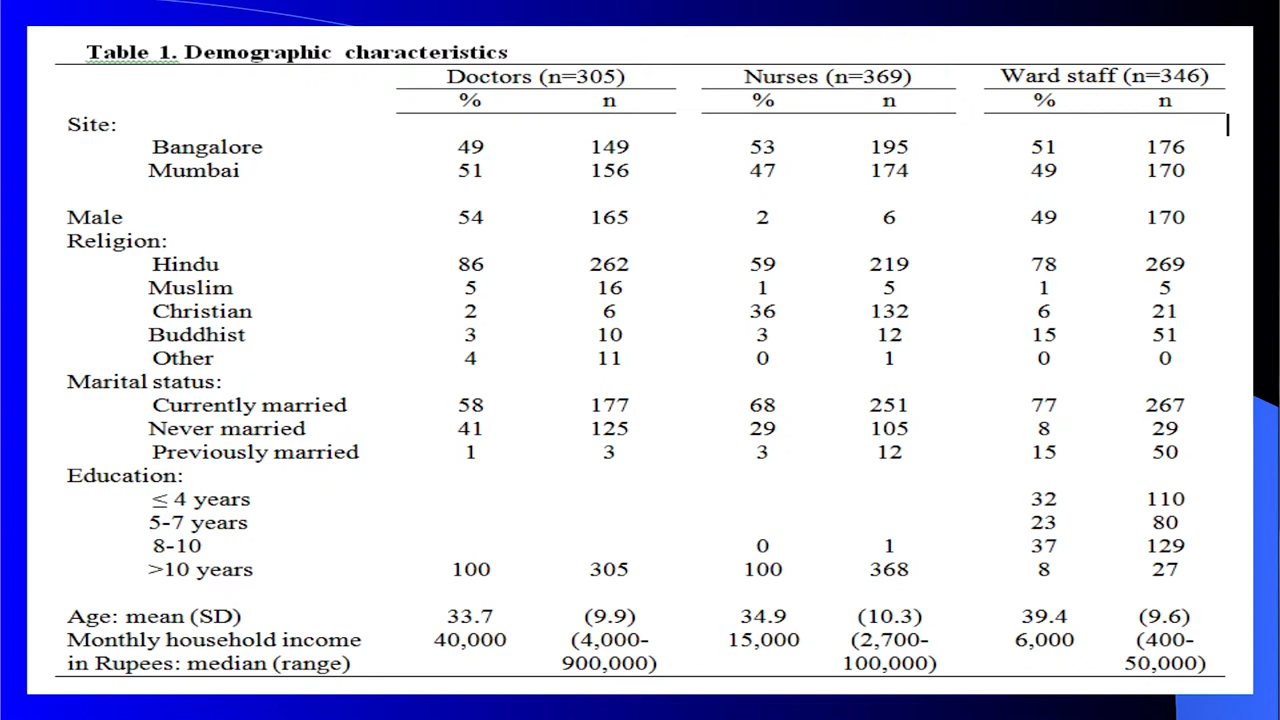 Table 1. Demographic characteristics
Doctors (n=305) Nurses (n=369) Ward staff (n=346)
% n % n % n
Site:
Bangalore 49 149 53 195 51 176
Mumbai 51 156 47 174 49 170
Male 54 165 2 6 49 170
Religion:
Hindu 86 262 59 219 78 269
Muslim 5 16 1 5 1 5
Christian 2 6 36 132 6 21
Buddhist 3 10 3 12 15 51
Other 4 11 0 1 0 0
Marital status:
Currently married 58 177 68 251 77 267
Never married 41 125 29 105 8 29
Previously married 1 3 3 12 15 50
Education:
≤ 4 years 32 110
5-7 years 23 80
8-10 0 1 37 129
>10 years 100 305 100 368 8 27
Age: mean (SD) 33.7 (9.9) 34.9 (10.3) 39.4 (9.6)
Monthly household income 40,000 (4,000- 15,000 (2,700- 6,000 (400-
in Rupees: median (range) 900,000) 100,000) 50,000)